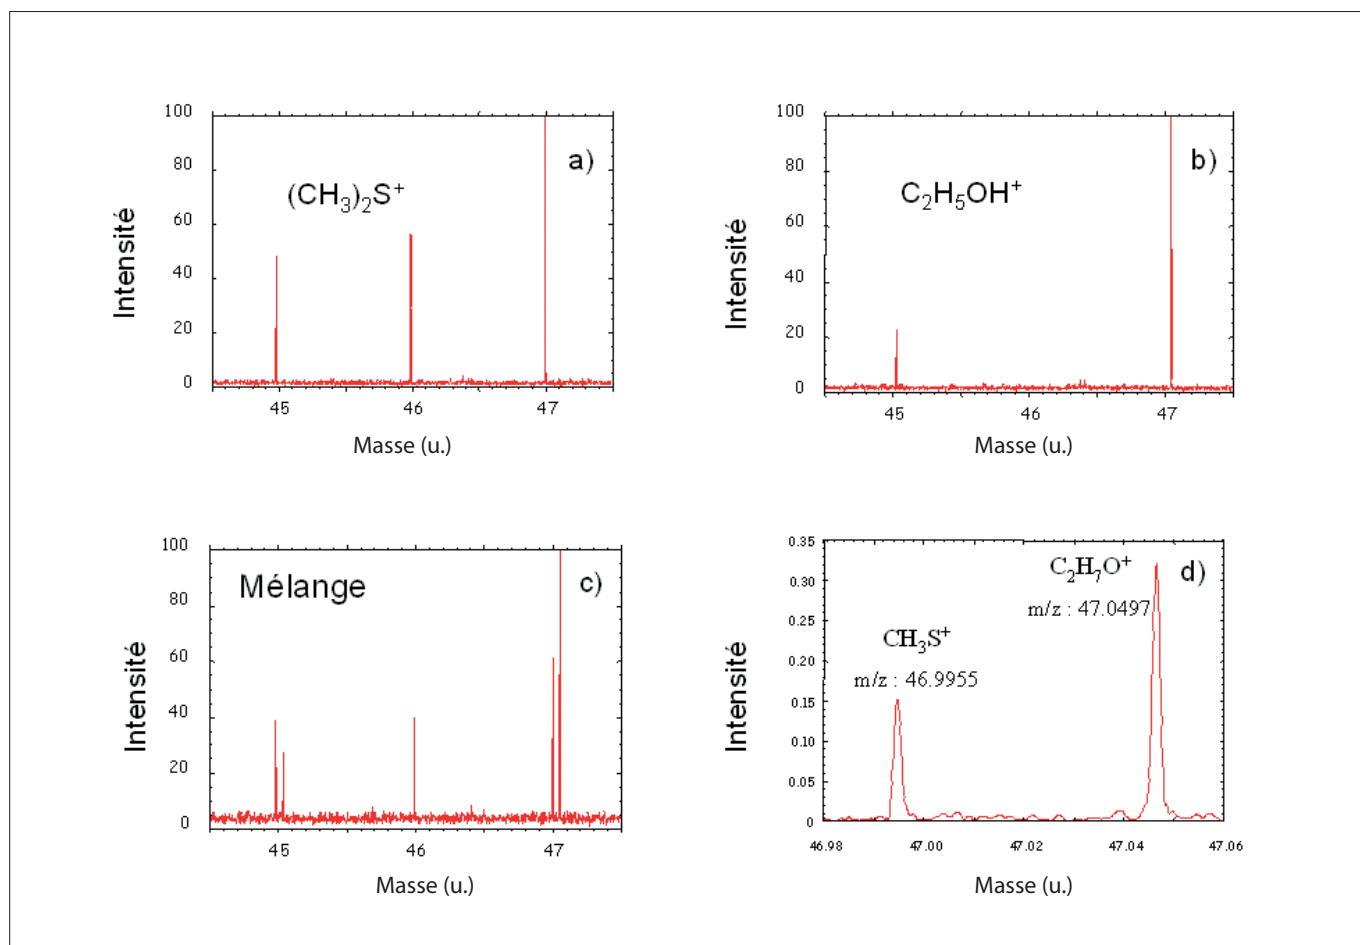 a)
(CH₃)₂S⁺
Intensité
100
80
60
40
20
0
45 46 47
Masse (u.)
b)
C₂H₅OH⁺
Intensité
100
80
60
40
20
0
45 46 47
Masse (u.)
c)
Mélange
Intensité
100
80
60
40
20
0
45 46 47
Masse (u.)
d)
C₂H₇O⁺
m/z : 47.0497
CH₃S⁺
m/z : 46.9955
Intensité
0.35
0.30
0.25
0.20
0.15
0.10
0.05
0
46.98 47.00 47.02 47.04 47.06
Masse (u.)